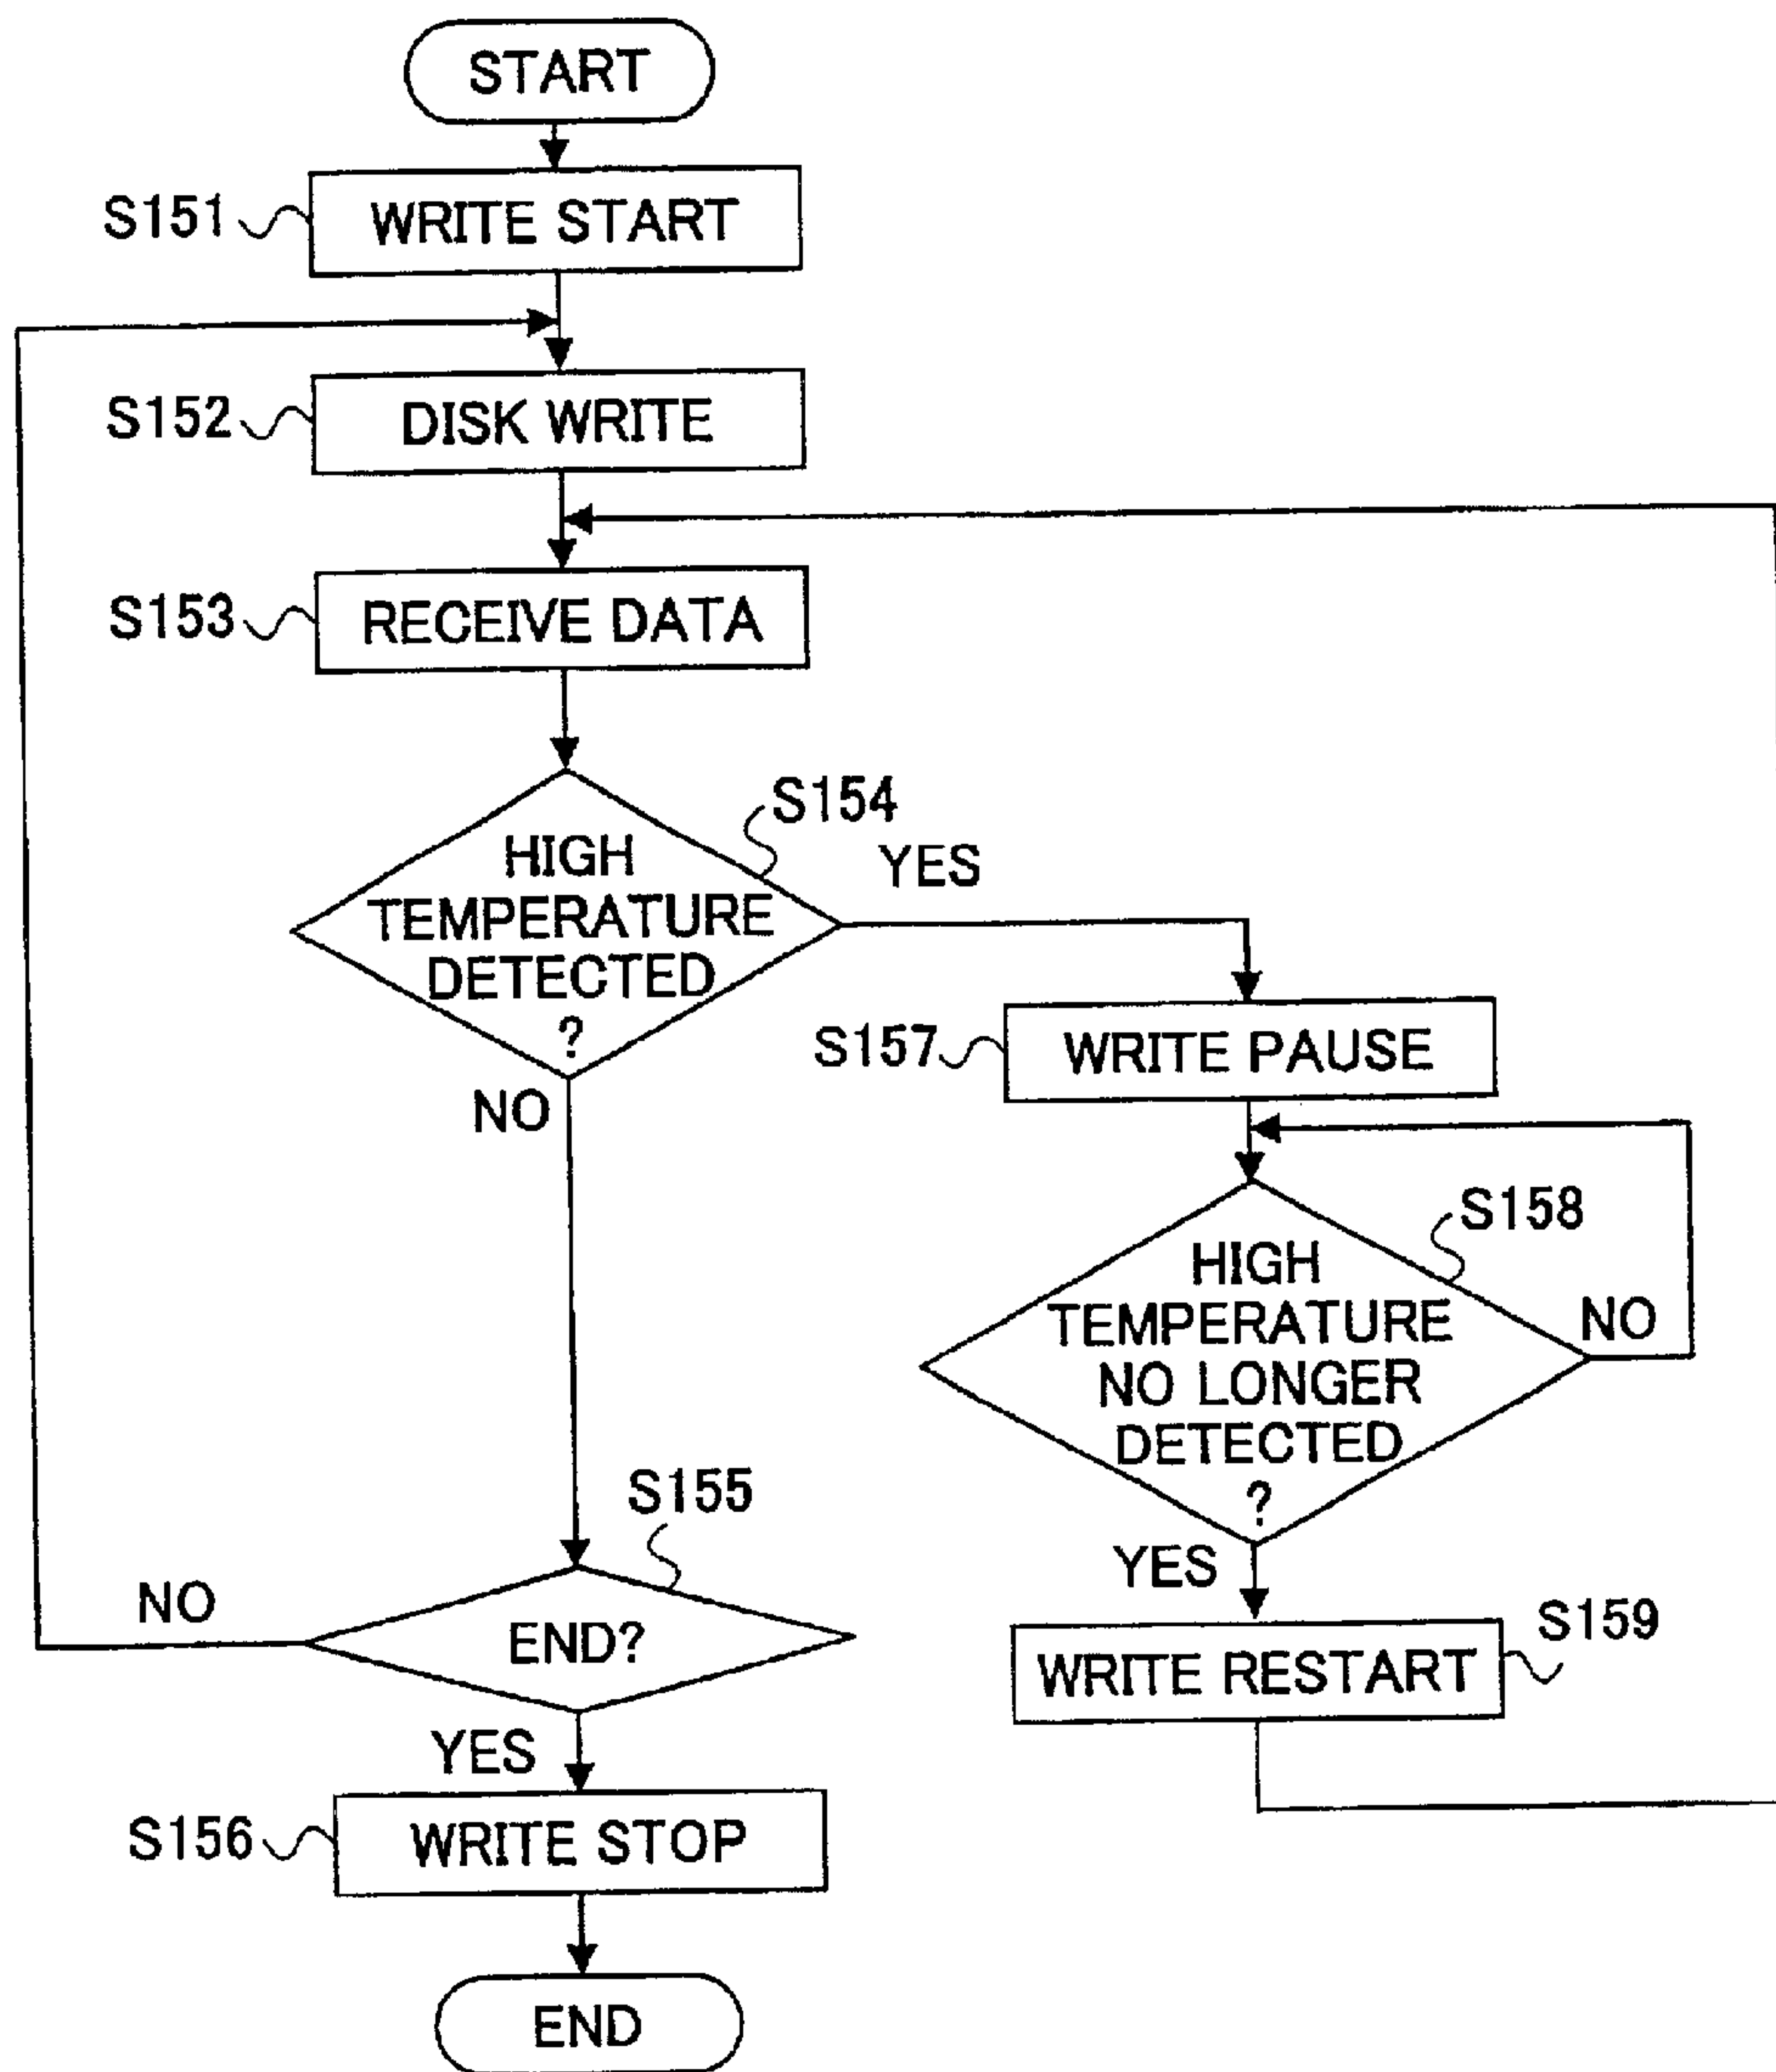 START
S151
WRITE START
S152
DISK WRITE
S153
RECEIVE DATA
S154
HIGH
TEMPERATURE
DETECTED
?
YES
NO
S157
WRITE PAUSE
S158
HIGH
TEMPERATURE
NO LONGER
DETECTED
?
NO
YES
S159
WRITE RESTART
S155
END?
NO
YES
S156
WRITE STOP
END